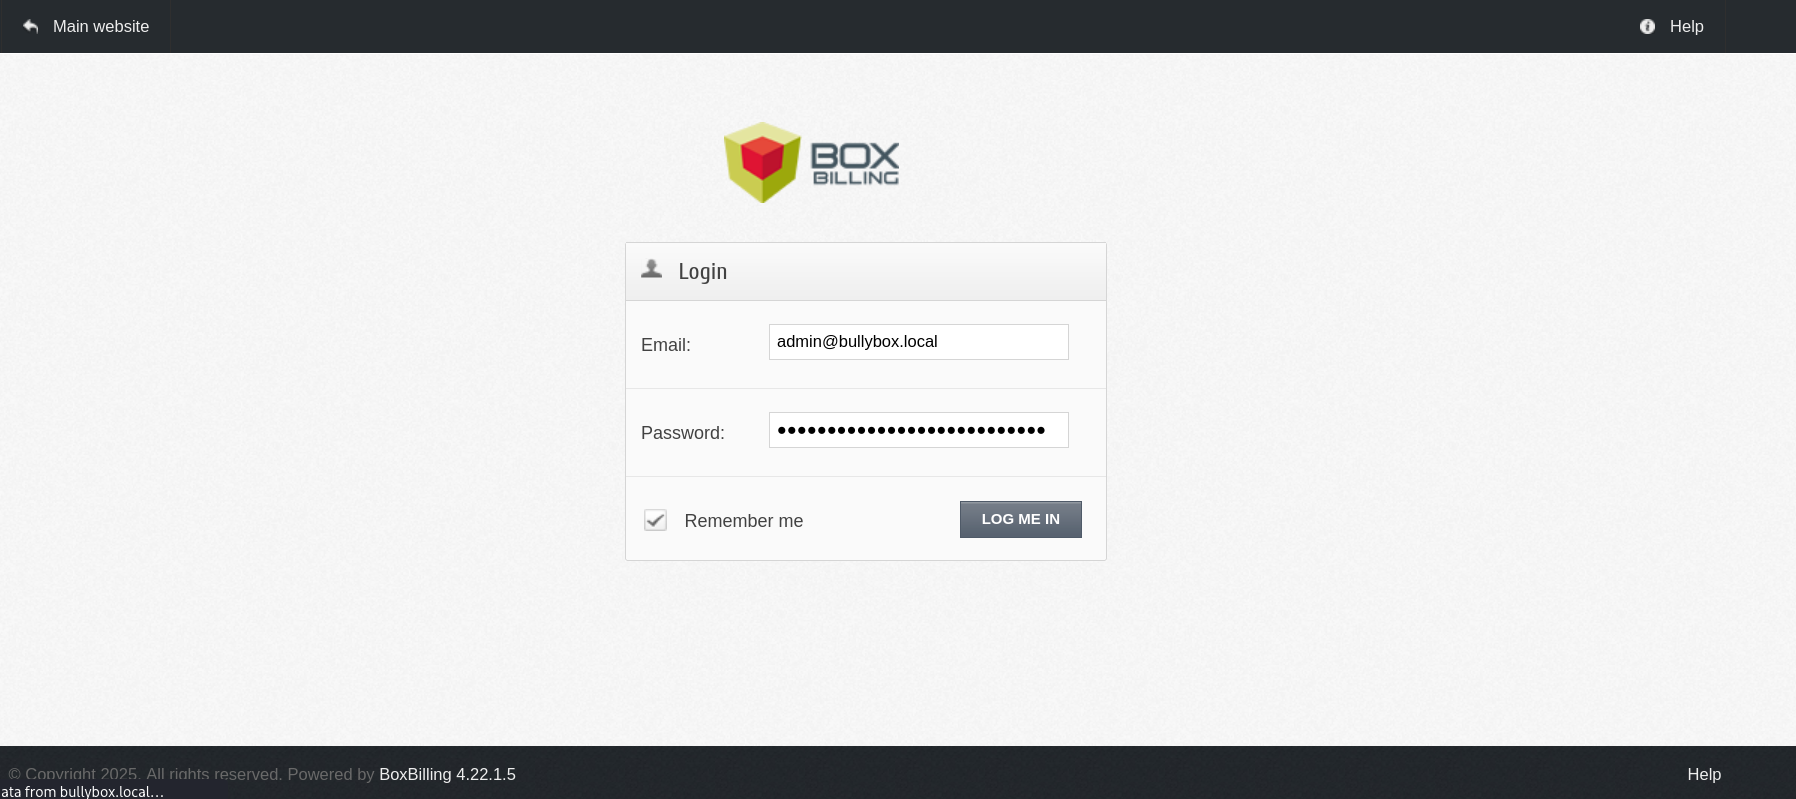 Main website
Help
BOX
BILLING
Login
Email:
admin@bullybox.local
Password:
●●●●●●●●●●●●●●●●●●●●●●●●●●●
Remember me
LOG ME IN
© Copyright 2025. All rights reserved. Powered by BoxBilling 4.22.1.5
Help
ata from bullybox.local…